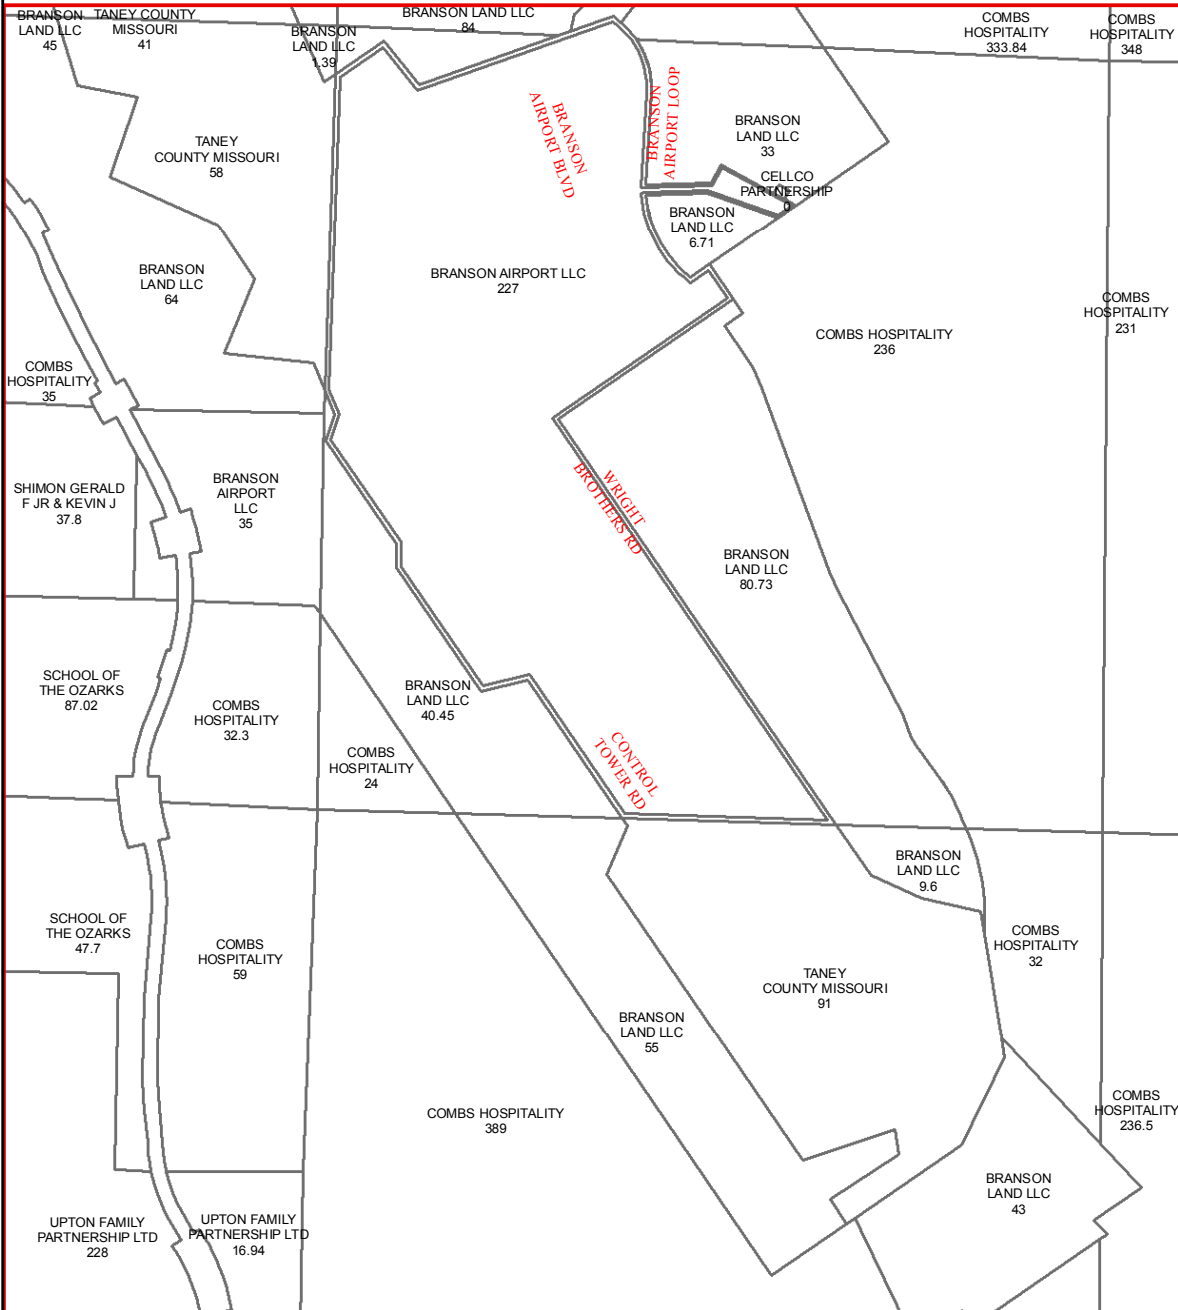 BRANSON
LAND LLC
45
TANEY COUNTY
MISSOURI
41
BRANSON
LAND LLC
1.39
BRANSON LAND LLC
84
COMBS
HOSPITALITY
333.84
COMBS
HOSPITALITY
348
BRANSON
AIRPORT BLVD
BRANSON
AIRPORT LOOP
BRANSON
LAND LLC
33
TANEY
COUNTY MISSOURI
58
CELLCO
PARTNERSHIP
0
BRANSON
LAND LLC
6.71
BRANSON
LAND LLC
64
BRANSON AIRPORT LLC
227
COMBS HOSPITALITY
236
COMBS
HOSPITALITY
231
COMBS
HOSPITALITY
35
SHIMON GERALD
F JR & KEVIN J
37.8
BRANSON
AIRPORT
LLC
35
WRIGHT
BROTHERS RD
BRANSON
LAND LLC
80.73
SCHOOL OF
THE OZARKS
87.02
COMBS
HOSPITALITY
32.3
BRANSON
LAND LLC
40.45
COMBS
HOSPITALITY
24
CONTROL
TOWER RD
BRANSON
LAND LLC
9.6
SCHOOL OF
THE OZARKS
47.7
COMBS
HOSPITALITY
59
COMBS
HOSPITALITY
32
TANEY
COUNTY MISSOURI
91
BRANSON
LAND LLC
55
COMBS HOSPITALITY
389
COMBS
HOSPITALITY
236.5
BRANSON
LAND LLC
43
UPTON FAMILY
PARTNERSHIP LTD
228
UPTON FAMILY
PARTNERSHIP LTD
16.94